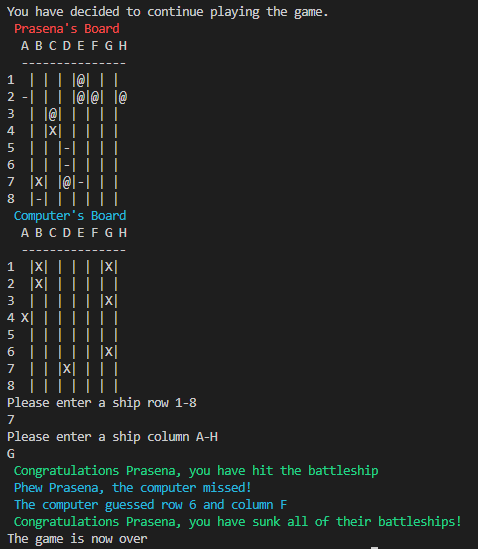 You have decided to continue playing the game.
 Prasena's Board
  A B C D E F G H
  ---------------
1  | | | |@| | |
2 -| | | |@|@| |@
3  | |@| | | | |
4  | |X| | | | |
5  | | |-| | | |
6  | | |-| | | |
7  |X| |@|-| | |
8  |-| | | | | |
 Computer's Board
  A B C D E F G H
  ---------------
1  |X| | | | |X|
2  |X| | | | | |
3  | | | | | |X|
4 X| | | | | | |
5  | | | | | | |
6  | | | | | |X|
7  | | |X| | | |
8  | | | | | | |
Please enter a ship row 1-8
7
Please enter a ship column A-H
G
 Congratulations Prasena, you have hit the battleship
 Phew Prasena, the computer missed!
 The computer guessed row 6 and column F
 Congratulations Prasena, you have sunk all of their battleships!
The game is now over